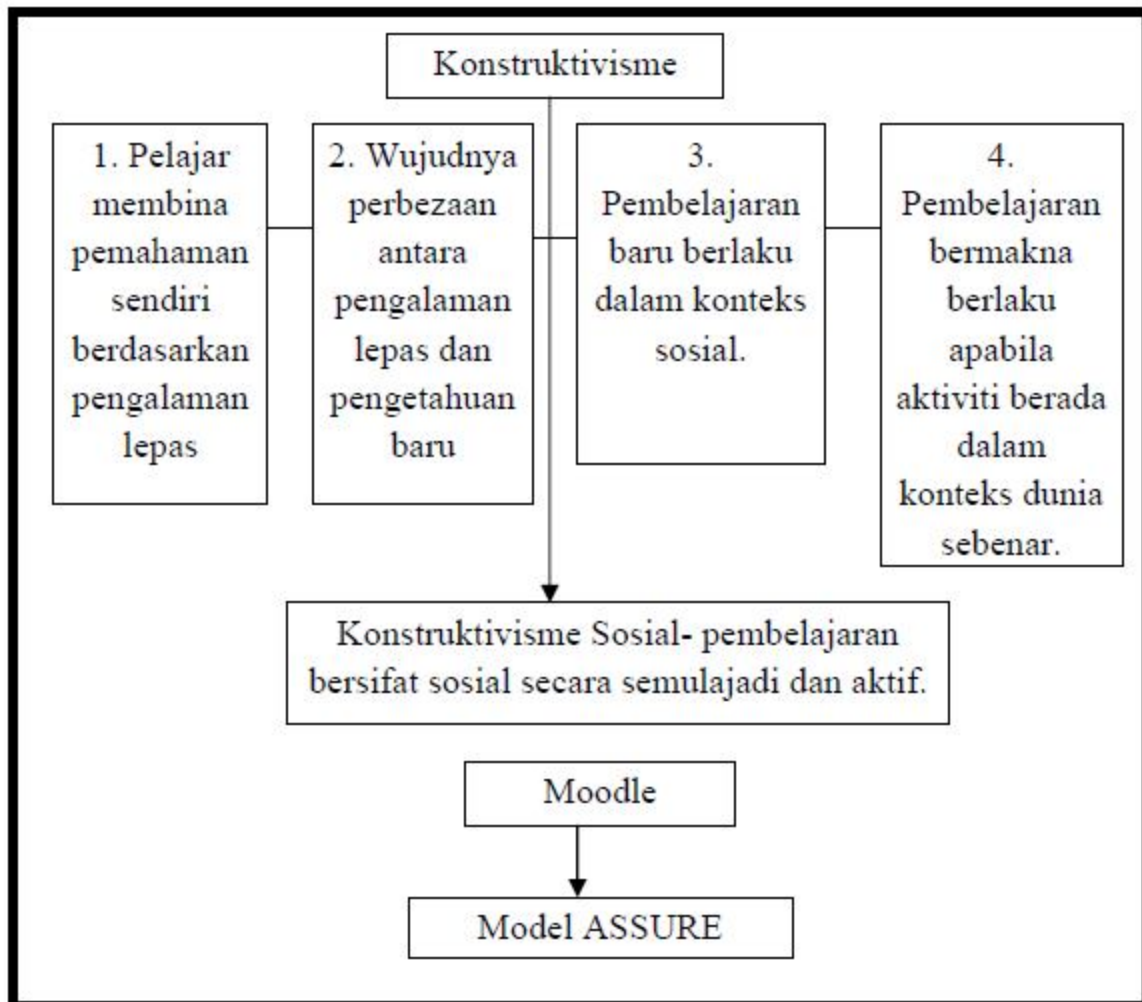 Konstruktivisme
1. Pelajar
membina
pemahaman
sendiri
berdasarkan
pengalaman
lepas
2. Wujudnya
perbezaan
antara
pengalaman
lepas dan
pengetahuan
baru
3.
Pembelajaran
baru berlaku
dalam konteks
sosial.
4.
Pembelajaran
bermakna
berlaku
apabila
aktiviti berada
dalam
konteks dunia
sebenar.
Konstruktivisme Sosial- pembelajaran
bersifat sosial secara semulajadi dan aktif.
Moodle
Model ASSURE